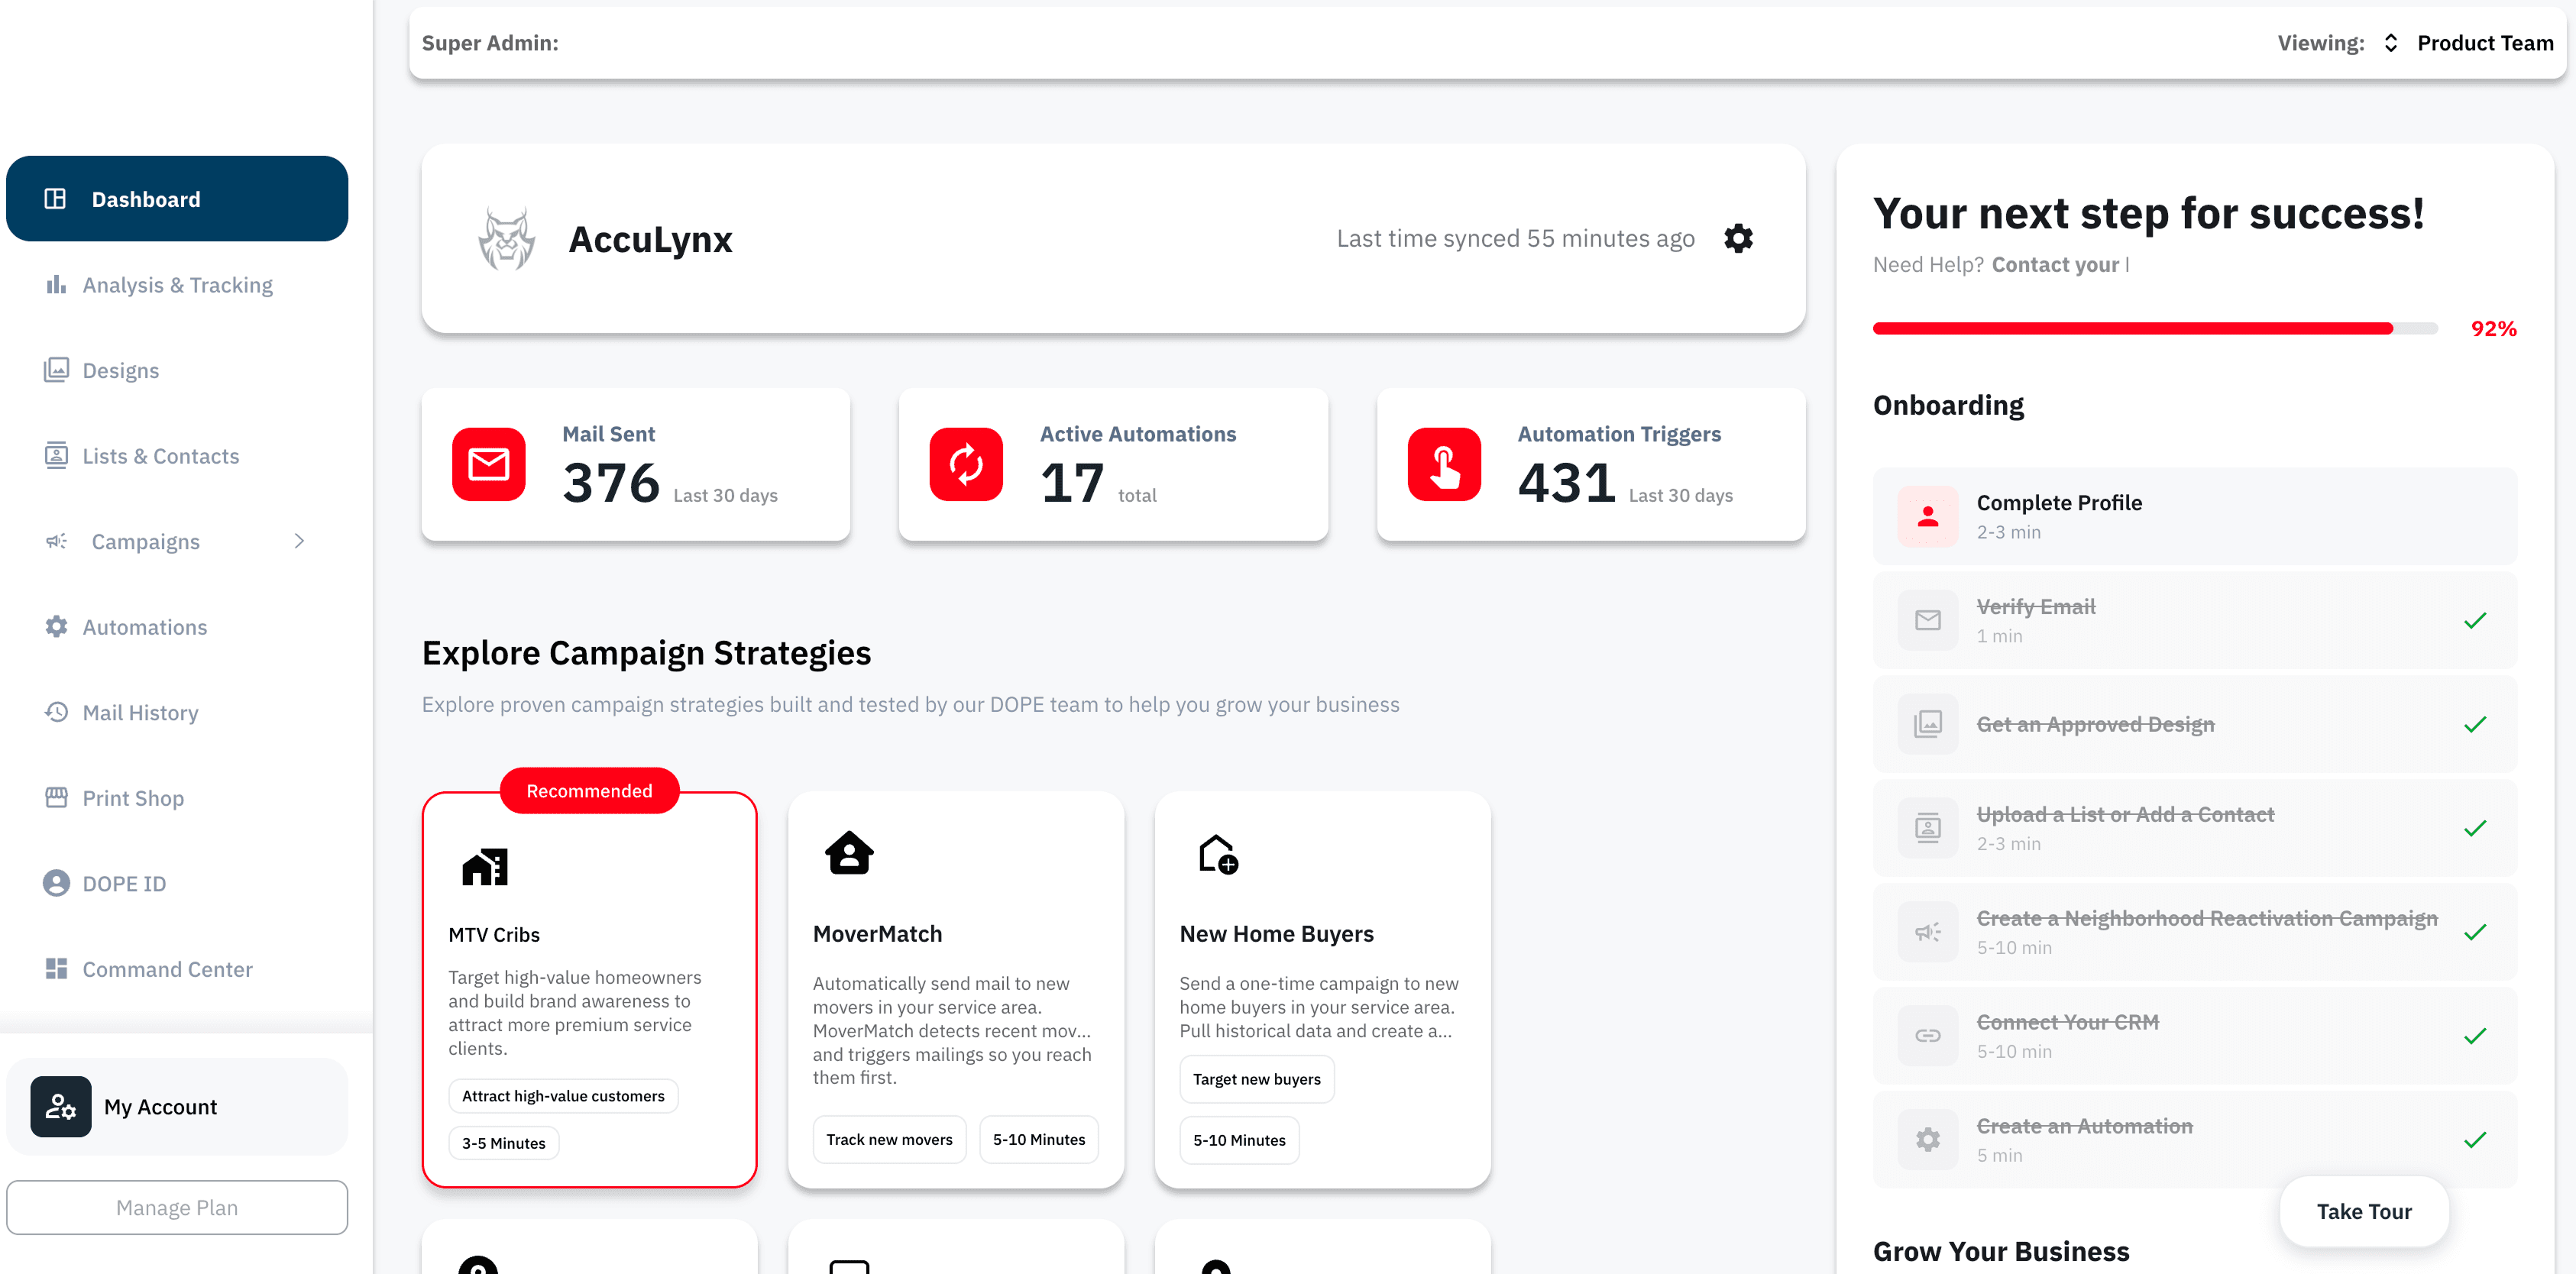 Super Admin:
Viewing: Product Team
Dashboard
Analysis & Tracking
Designs
Lists & Contacts
Campaigns
Automations
Mail History
Print Shop
DOPE ID
Command Center
My Account
Manage Plan
AccuLynx
Last time synced 55 minutes ago
Mail Sent
376 Last 30 days
Active Automations
17 total
Automation Triggers
431 Last 30 days
Explore Campaign Strategies
Explore proven campaign strategies built and tested by our DOPE team to help you grow your business
Recommended
MTV Cribs
Target high-value homeowners
and build brand awareness to
attract more premium service
clients.
Attract high-value customers
3-5 Minutes
MoverMatch
Automatically send mail to new
movers in your service area.
MoverMatch detects recent mov...
and triggers mailings so you reach
them first.
Track new movers
5-10 Minutes
New Home Buyers
Send a one-time campaign to new
home buyers in your service area.
Pull historical data and create a...
Target new buyers
5-10 Minutes
Your next step for success!
Need Help? Contact your
92%
Onboarding
Complete Profile
2-3 min
Verify Email
1 min
Get an Approved Design
Upload a List or Add a Contact
2-3 min
Create a Neighborhood Reactivation Campaign
5-10 min
Connect Your CRM
5-10 min
Create an Automation
5 min
Take Tour
Grow Your Business